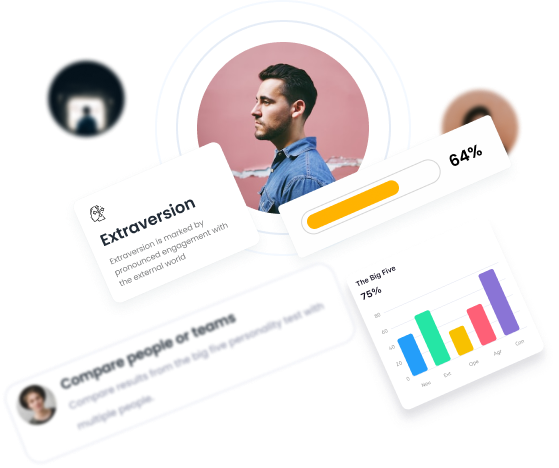 64%
Extraversion
Extraversion is marked by
pronounced engagement with
the external world
The Big Five
75%
80
60
40
20
0
Neu
Ext
Ope
Agr
Con
Compare people or teams
Compare results from the big five personality test with
multiple people.